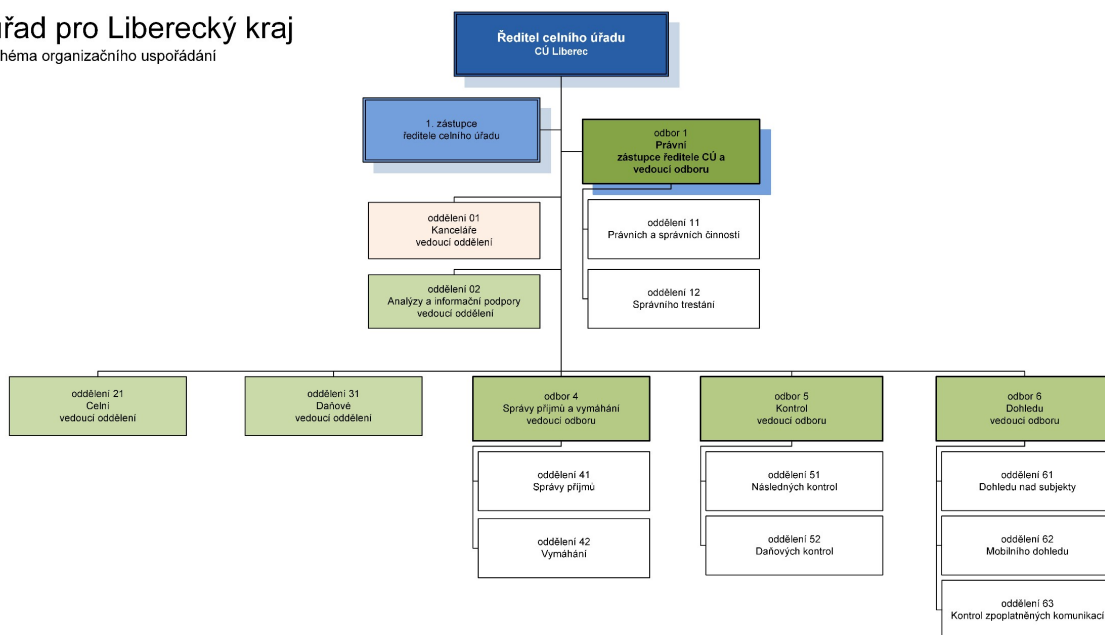 úřad pro Liberecký kraj
héma organizačního uspořádání
Ředitel celního úřadu
CÚ Liberec
1. zástupce
ředitele celního úřadu
odbor 1
Právní
zástupce ředitele CÚ a
vedoucí odboru
oddělení 01
Kanceláře
vedoucí oddělení
oddělení 11
Právních a správních činností
oddělení 02
Analýzy a informační podpory
vedoucí oddělení
oddělení 12
Správního trestání
oddělení 21
Celní
vedoucí oddělení
oddělení 31
Daňové
vedoucí oddělení
odbor 4
Správy příjmů a vymáhání
vedoucí odboru
odbor 5
Kontrol
vedoucí odboru
odbor 6
Dohledu
vedoucí odboru
oddělení 41
Správy příjmů
oddělení 51
Následných kontrol
oddělení 61
Dohledu nad subjekty
oddělení 42
Vymáhání
oddělení 52
Daňových kontrol
oddělení 62
Mobilního dohledu
oddělení 63
Kontrol zpoplatněných komunikací